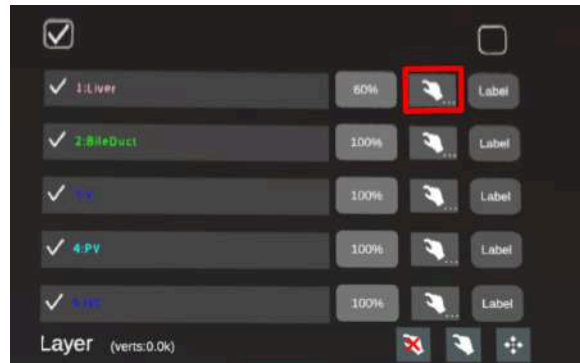 1:Liver 60% Label
2:BileDuct 100% Label
100% Label
4:PV 100% Label
100% Label
Layer (verts:0.0k)